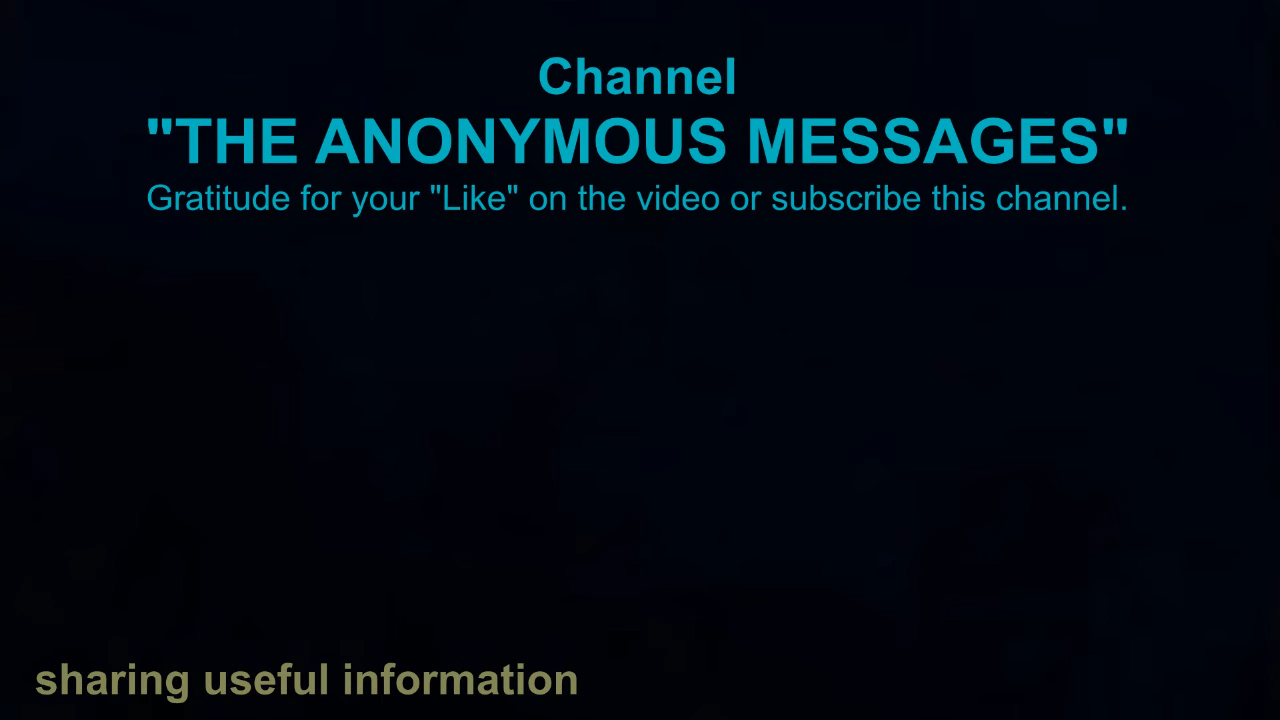 Channel
"THE ANONYMOUS MESSAGES"
Gratitude for your "Like" on the video or subscribe this channel.
sharing useful information